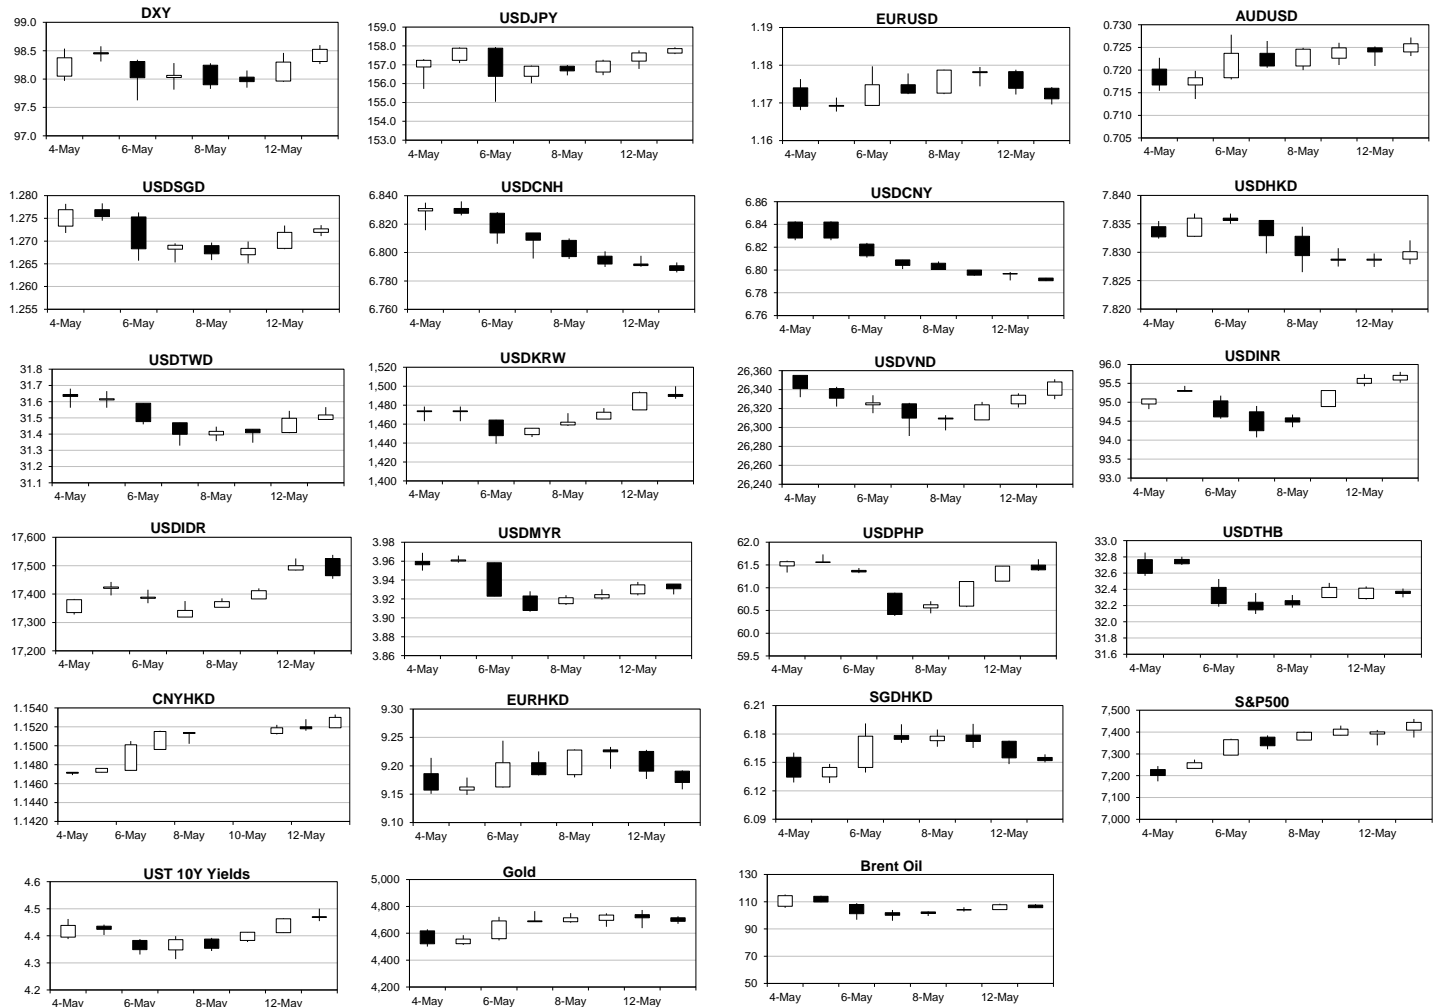 DXY
99.0
98.5
98.0
97.5
97.0
4-May
6-May
8-May
12-May
USDJPY
159.0
158.0
157.0
156.0
155.0
154.0
153.0
4-May
6-May
8-May
12-May
EURUSD
1.19
1.18
1.17
1.16
4-May
6-May
8-May
12-May
AUDUSD
0.730
0.725
0.720
0.715
0.710
0.705
4-May
6-May
8-May
12-May
USDSGD
1.280
1.275
1.270
1.265
1.260
1.255
4-May
6-May
8-May
12-May
USDCNH
6.840
6.820
6.800
6.780
6.760
4-May
6-May
8-May
12-May
USDCNY
6.86
6.84
6.82
6.80
6.78
6.76
4-May
6-May
8-May
12-May
USDHKD
7.840
7.835
7.830
7.825
7.820
4-May
6-May
8-May
12-May
USDTWD
31.8
31.7
31.6
31.5
31.4
31.3
31.2
31.1
4-May
6-May
8-May
12-May
USDKRW
1,520
1,500
1,480
1,460
1,440
1,420
1,400
4-May
6-May
8-May
12-May
USDVND
26,360
26,340
26,320
26,300
26,280
26,260
26,240
4-May
6-May
8-May
12-May
USDINR
96.0
95.5
95.0
94.5
94.0
93.5
93.0
4-May
6-May
8-May
12-May
USDIDR
17,600
17,500
17,400
17,300
17,200
4-May
6-May
8-May
12-May
USDMYR
3.98
3.96
3.94
3.92
3.90
3.88
3.86
4-May
6-May
8-May
12-May
USDPHP
62.0
61.5
61.0
60.5
60.0
59.5
4-May
6-May
8-May
12-May
USDTHB
33.0
32.8
32.6
32.4
32.2
32.0
31.8
31.6
4-May
6-May
8-May
12-May
CNYHKD
1.1540
1.1520
1.1500
1.1480
1.1460
1.1440
1.1420
4-May
6-May
8-May
10-May
12-May
EURHKD
9.30
9.25
9.20
9.15
9.10
4-May
6-May
8-May
12-May
SGDHKD
6.21
6.18
6.15
6.12
6.09
4-May
6-May
8-May
12-May
S&P500
7,500
7,400
7,300
7,200
7,100
7,000
4-May
6-May
8-May
12-May
UST 10Y Yields
4.6
4.5
4.4
4.3
4.2
4-May
6-May
8-May
12-May
Gold
5,000
4,800
4,600
4,400
4,200
4-May
6-May
8-May
12-May
Brent Oil
130
110
90
70
50
4-May
6-May
8-May
12-May